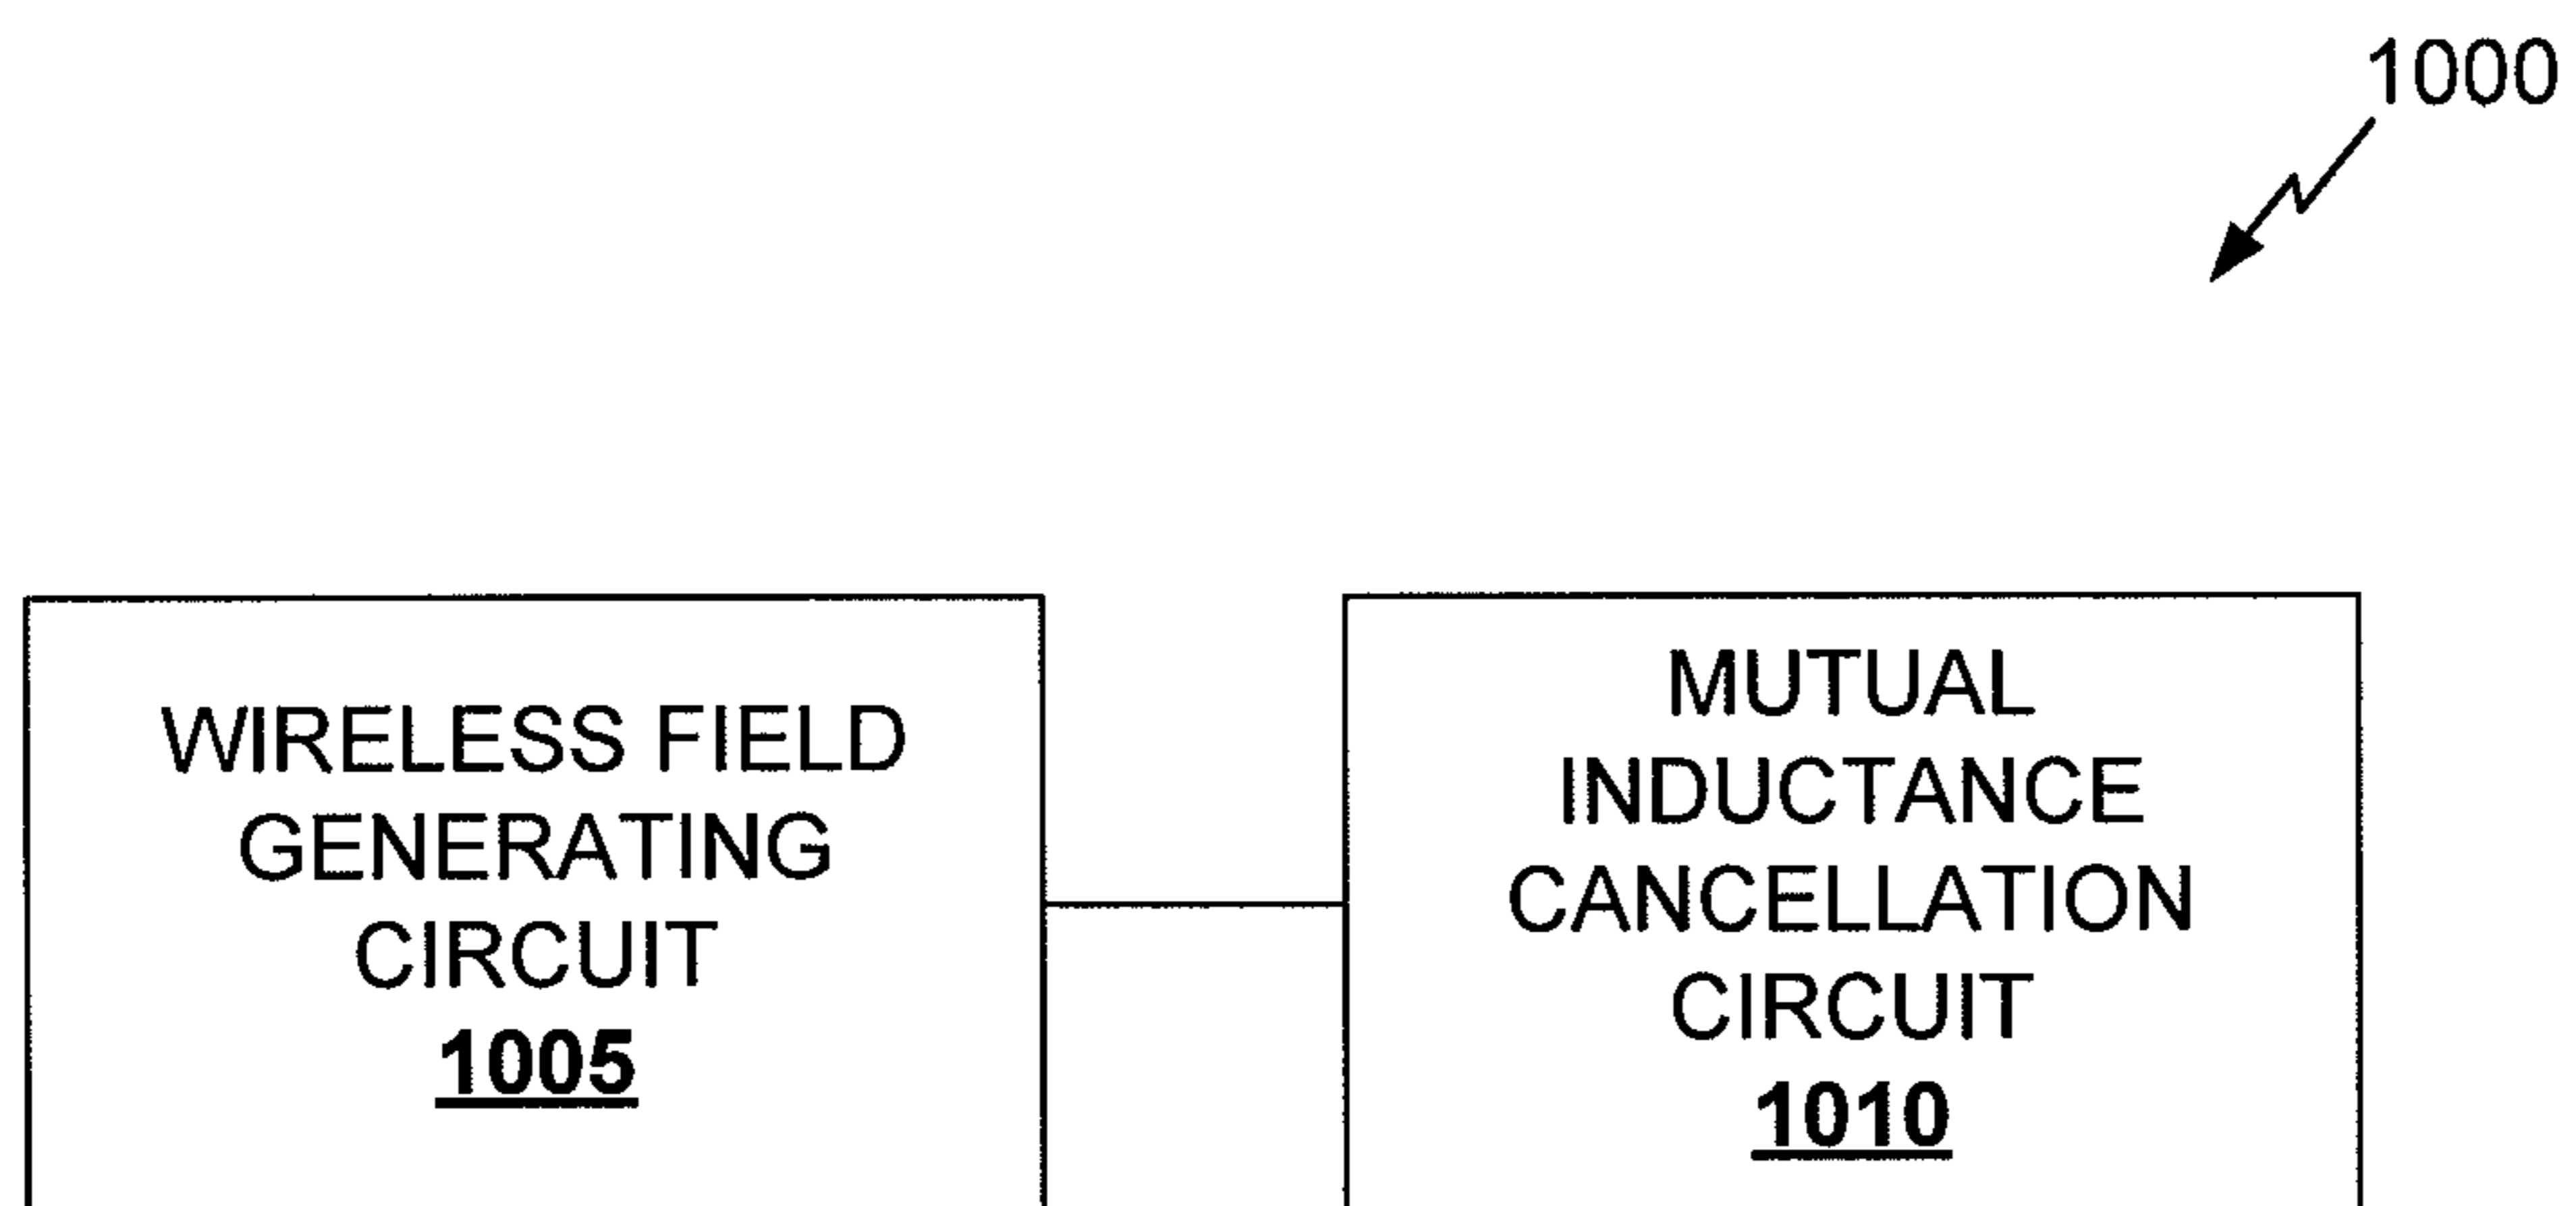 1000
WIRELESS FIELD
GENERATING
CIRCUIT
1005
MUTUAL
INDUCTANCE
CANCELLATION
CIRCUIT
1010